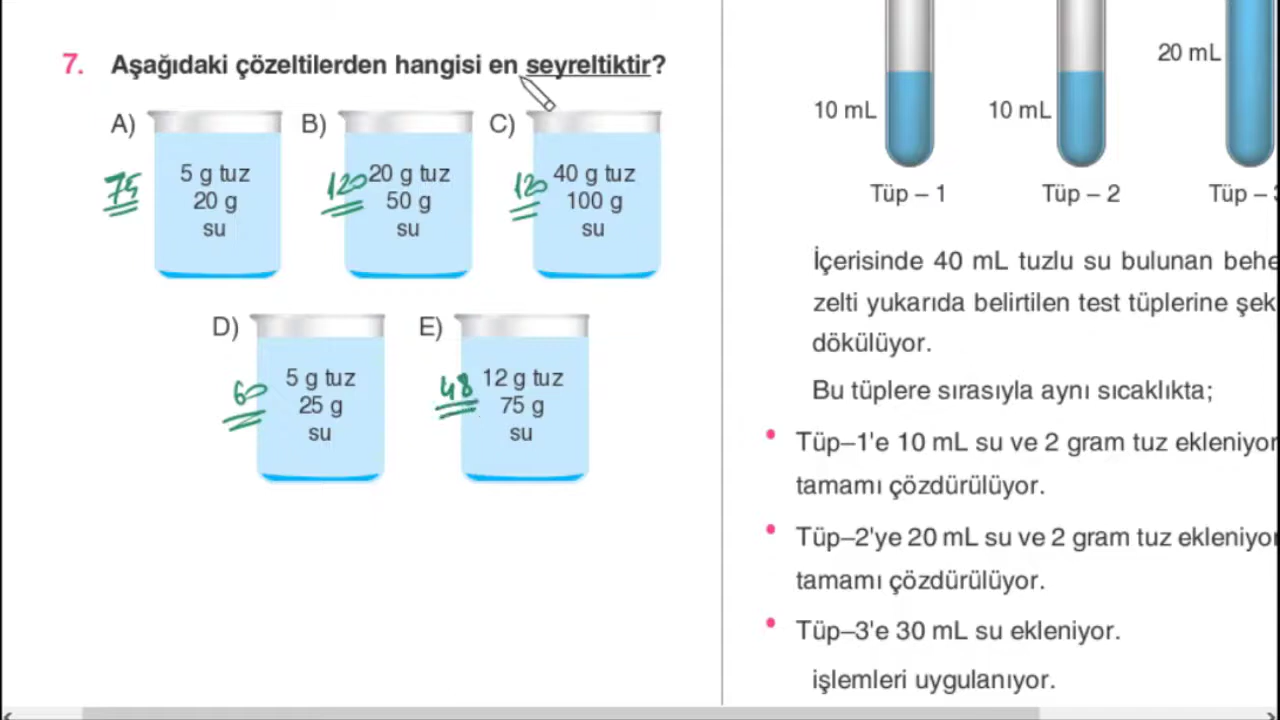 7. Aşağıdaki çözeltilerden hangisi en seyreltiktir?
A)
5 g tuz
20 g
su
75
B)
20 g tuz
50 g
su
120
C)
40 g tuz
100 g
su
120
D)
5 g tuz
25 g
su
60
E)
12 g tuz
75 g
su
48
10 mL
10 mL
20 mL
Tüp – 1
Tüp – 2
Tüp –
İçerisinde 40 mL tuzlu su bulunan behe
zelti yukarıda belirtilen test tüplerine şek
dökülüyor.
Bu tüplere sırasıyla aynı sıcaklıkta;
• Tüp–1'e 10 mL su ve 2 gram tuz ekleniyor
tamamı çözdürülüyor.
• Tüp–2'ye 20 mL su ve 2 gram tuz ekleniyo
tamamı çözdürülüyor.
• Tüp–3'e 30 mL su ekleniyor.
işlemleri uygulanıyor.